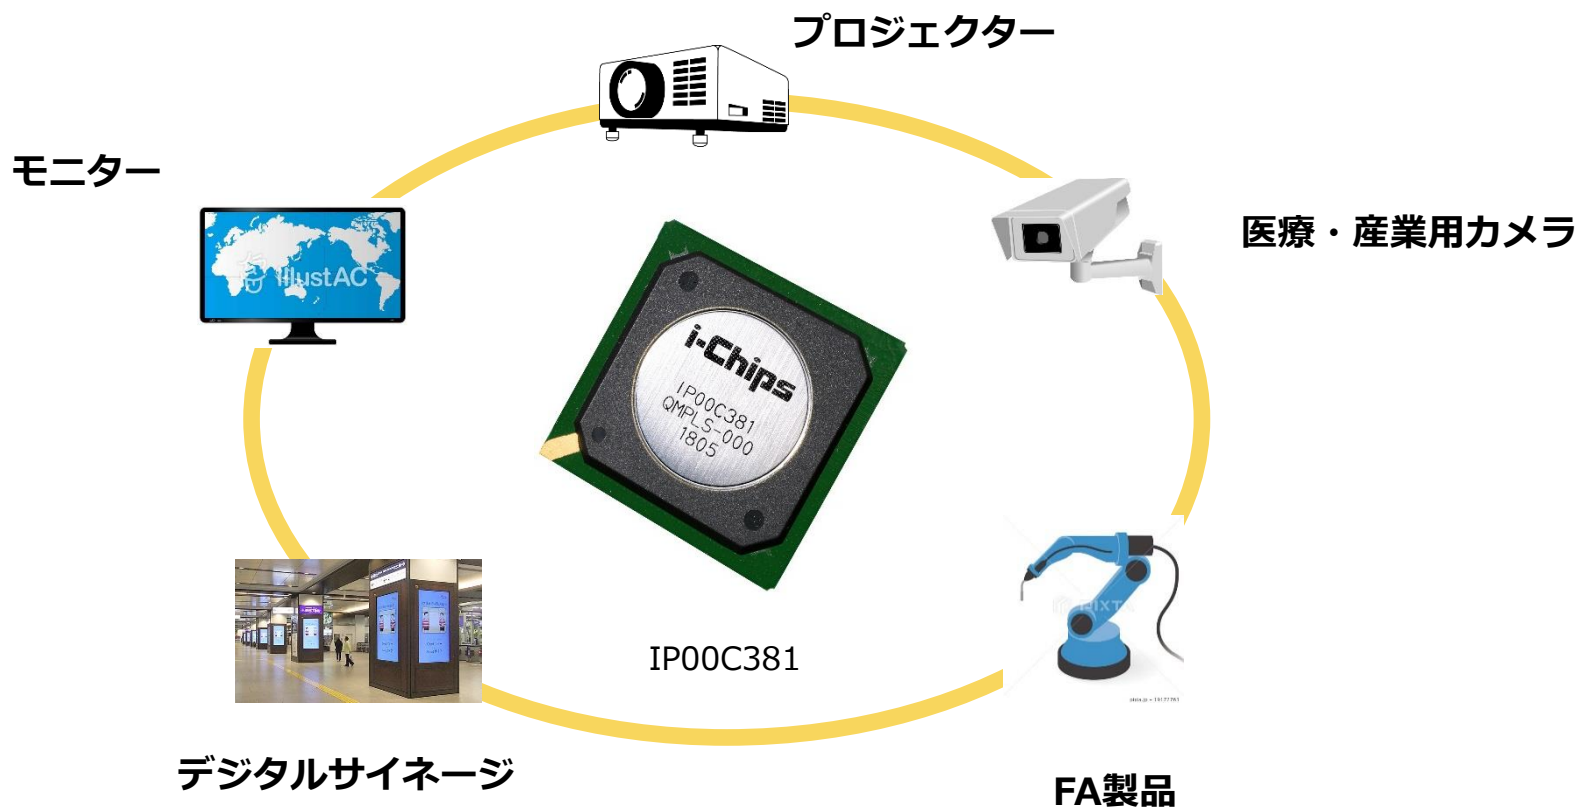 プロジェクター
モニター
医療・産業用カメラ
IllustAC
i-Chips
IP00C381
QMPLS-000
1805
IP00C381
デジタルサイネージ
FA製品